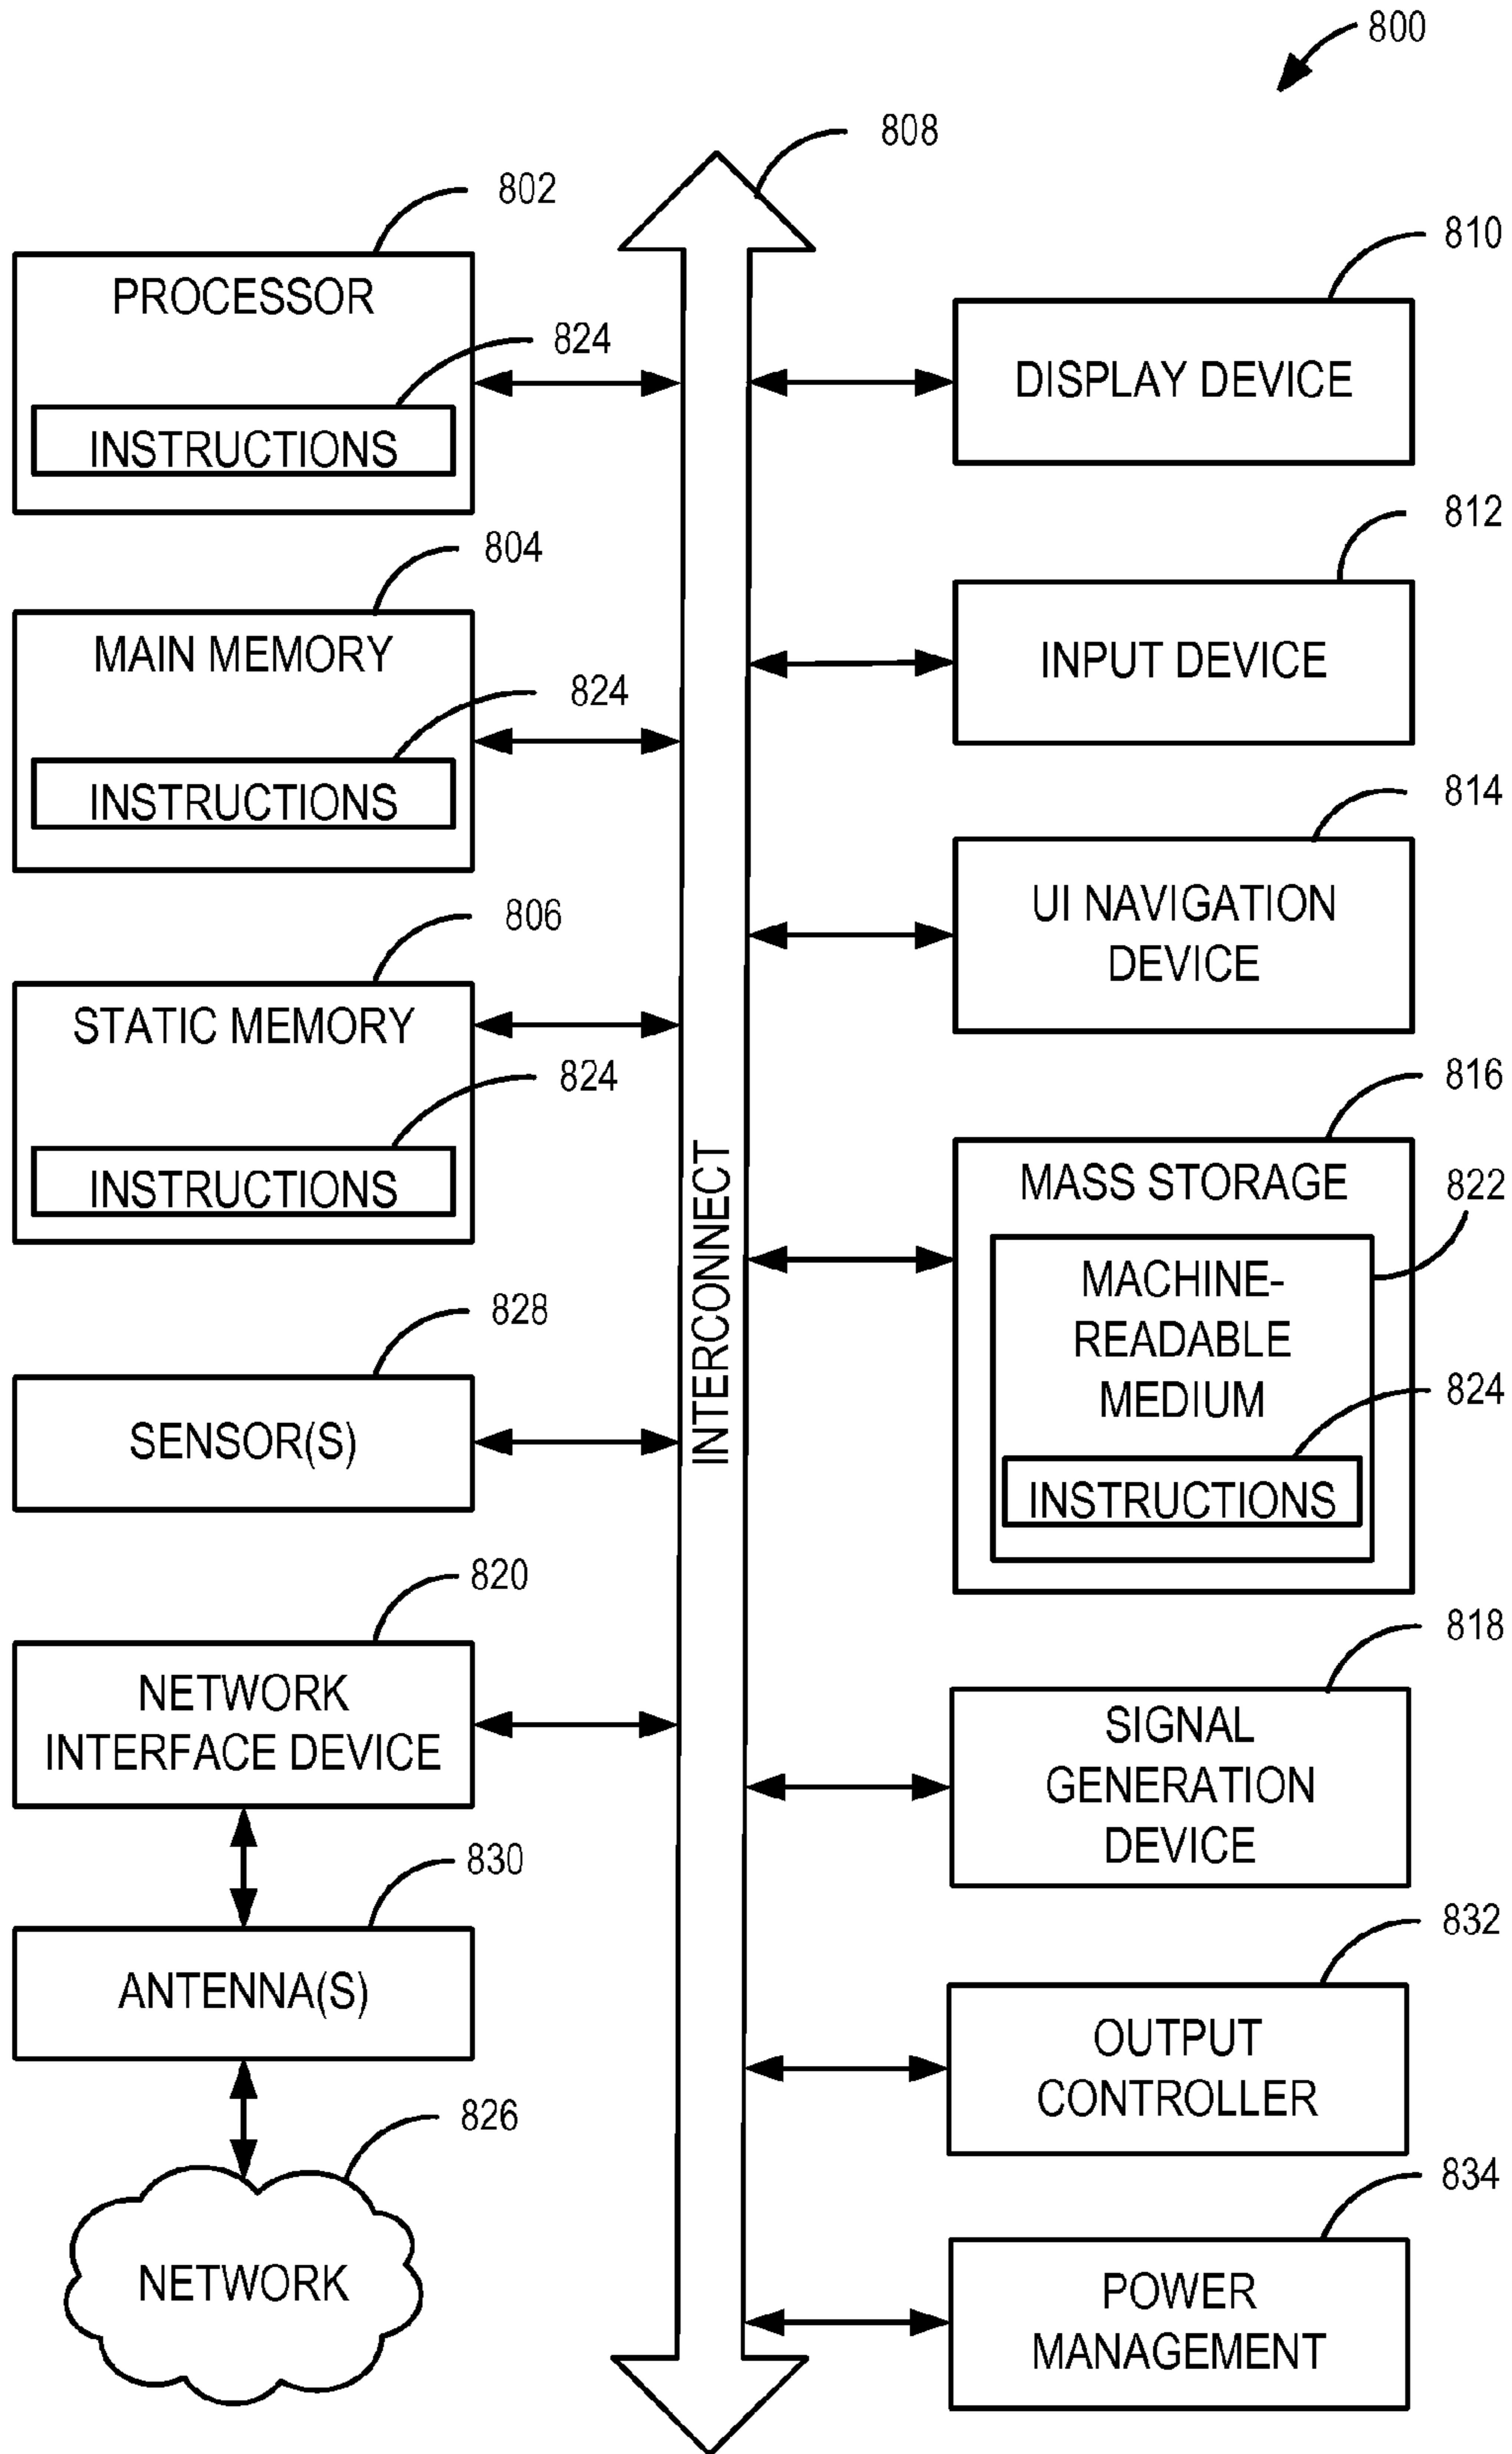 800
808
802
PROCESSOR
824
INSTRUCTIONS
804
MAIN MEMORY
824
INSTRUCTIONS
806
STATIC MEMORY
824
INSTRUCTIONS
828
SENSOR(S)
820
NETWORK
INTERFACE DEVICE
830
ANTENNA(S)
826
NETWORK
INTERCONNECT
810
DISPLAY DEVICE
812
INPUT DEVICE
814
UI NAVIGATION
DEVICE
816
MASS STORAGE
822
MACHINE-
READABLE
MEDIUM
824
INSTRUCTIONS
818
SIGNAL
GENERATION
DEVICE
832
OUTPUT
CONTROLLER
834
POWER
MANAGEMENT